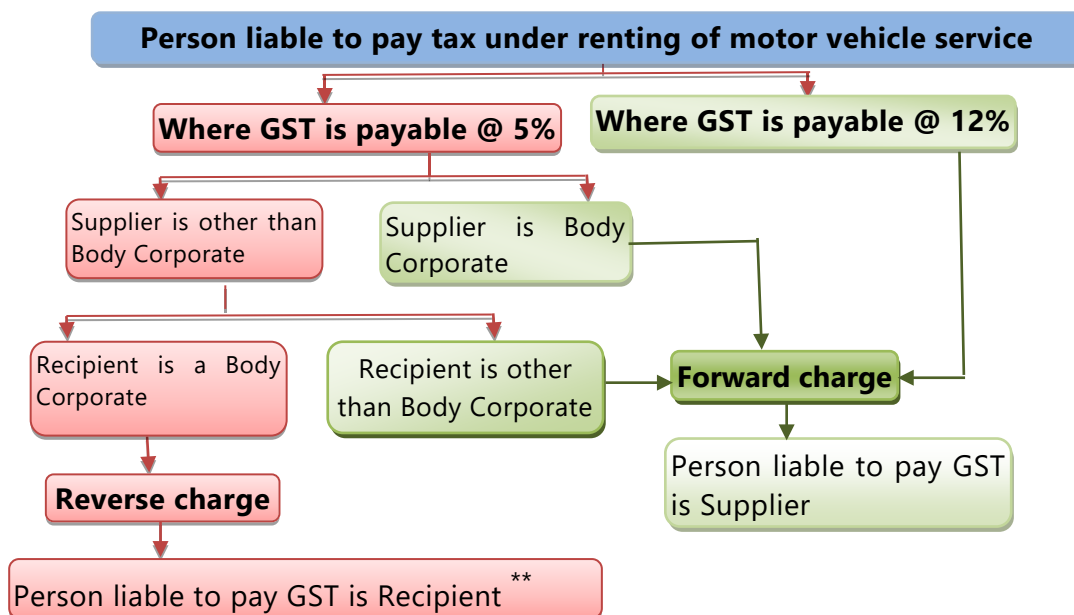 Person liable to pay tax under renting of motor vehicle service
Where GST is payable @ 5%
Where GST is payable @ 12%
Supplier is other than
Body Corporate
Supplier is Body
Corporate
Recipient is a Body
Corporate
Recipient is other
than Body Corporate
Forward charge
Reverse charge
Person liable to pay GST
is Supplier
Person liable to pay GST is Recipient **